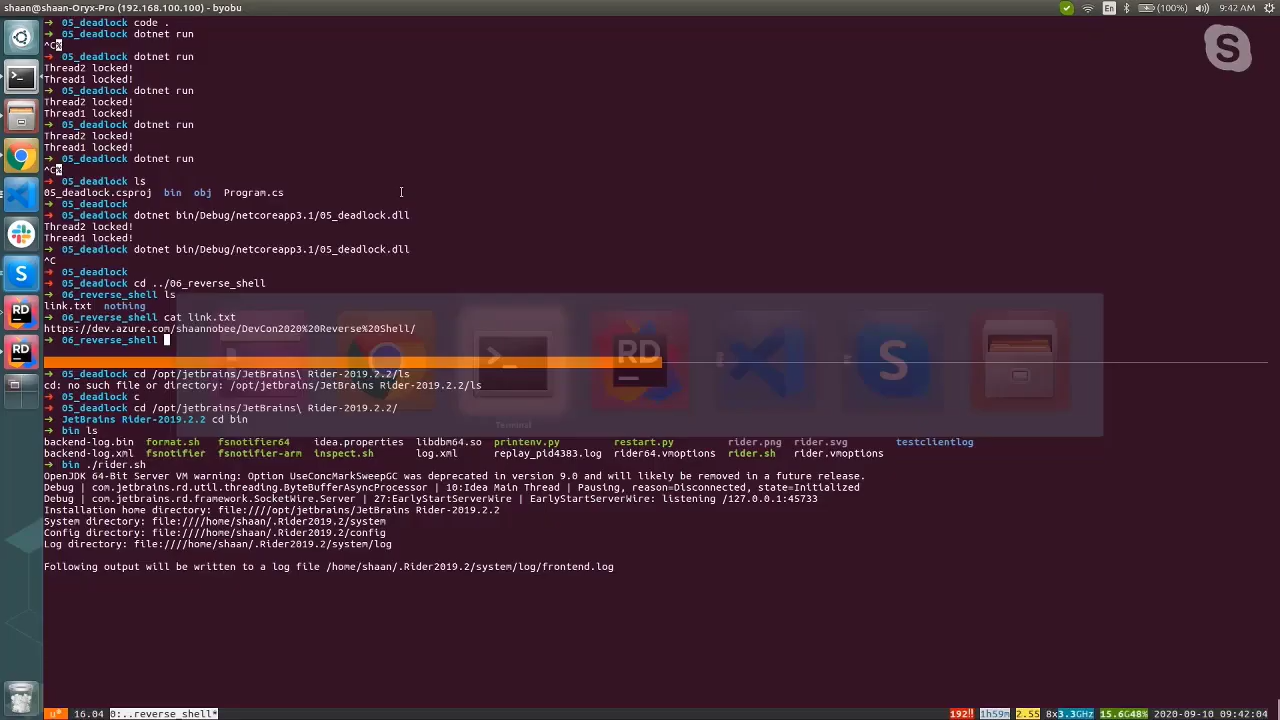 shaan@shaan-Oryx-Pro (192.168.100.100) - byobu
En
(100%)
9:42 AM
➜ 05_deadlock code .
➜ 05_deadlock dotnet run
^C%
➜ 05_deadlock dotnet run
Thread2 locked!
Thread1 locked!
➜ 05_deadlock dotnet run
Thread2 locked!
Thread1 locked!
➜ 05_deadlock dotnet run
Thread2 locked!
Thread1 locked!
➜ 05_deadlock dotnet run
^C%
➜ 05_deadlock ls
05_deadlock.csproj bin obj Program.cs
➜ 05_deadlock
➜ 05_deadlock dotnet bin/Debug/netcoreapp3.1/05_deadlock.dll
Thread2 locked!
Thread1 locked!
➜ 05_deadlock dotnet bin/Debug/netcoreapp3.1/05_deadlock.dll
^C
➜ 05_deadlock
➜ 05_deadlock cd ../06_reverse_shell
➜ 06_reverse_shell ls
link.txt nothing
➜ 06_reverse_shell cat link.txt
https://dev.azure.com/shaannobee/DevCon2020%20Reverse%20Shell/
➜ 06_reverse_shell
➜ 05_deadlock cd /opt/jetbrains/JetBrains\ Rider-2019.2.2/ls
cd: no such file or directory: /opt/jetbrains/JetBrains Rider-2019.2.2/ls
➜ 05_deadlock c
➜ 05_deadlock cd /opt/jetbrains/JetBrains\ Rider-2019.2.2/
➜ JetBrains Rider-2019.2.2 cd bin
➜ bin ls
backend-log.bin format.sh fsnotifier64 idea.properties libdbm64.so printenv.py restart.py rider.png rider.svg testclientlog
backend-log.xml fsnotifier fsnotifier-arm inspect.sh log.xml replay_pid4383.log rider64.vmoptions rider.sh rider.vmoptions
➜ bin ./rider.sh
OpenJDK 64-Bit Server VM warning: Option UseConcMarkSweepGC was deprecated in version 9.0 and will likely be removed in a future release.
Debug | com.jetbrains.rd.util.threading.ByteBufferAsyncProcessor | 10:Idea Main Thread | Pausing, reason=Disconnected, state=Initialized
Debug | com.jetbrains.rd.framework.SocketWire.Server | 27:EarlyStartServerWire | EarlyStartServerWire: listening /127.0.0.1:45733
Installation home directory: file:////opt/jetbrains/JetBrains Rider-2019.2.2
System directory: file:////home/shaan/.Rider2019.2/system
Config directory: file:////home/shaan/.Rider2019.2/config
Log directory: file:////home/shaan/.Rider2019.2/system/log
Following output will be written to a log file /home/shaan/.Rider2019.2/system/log/frontend.log
RD
S
Terminal
16.04 0:..reverse_shell*
192!! 1h59m 2.55 8x3.3GHz 15.6G48% 2020-09-10 09:42:04